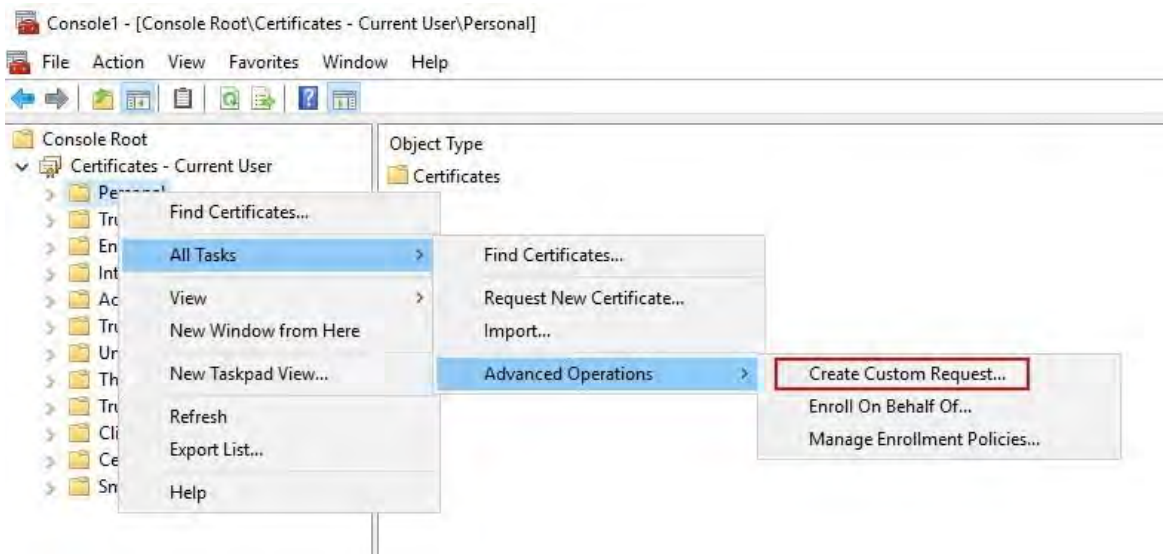 Console1 - [Console Root\Certificates - Current User\Personal]
File Action View Favorites Window Help
Console Root
Certificates - Current User
Personal
Object Type
Certificates
Find Certificates...
All Tasks
View
New Window from Here
New Taskpad View...
Refresh
Export List...
Help
Find Certificates...
Request New Certificate...
Import...
Advanced Operations
Create Custom Request...
Enroll On Behalf Of...
Manage Enrollment Policies...